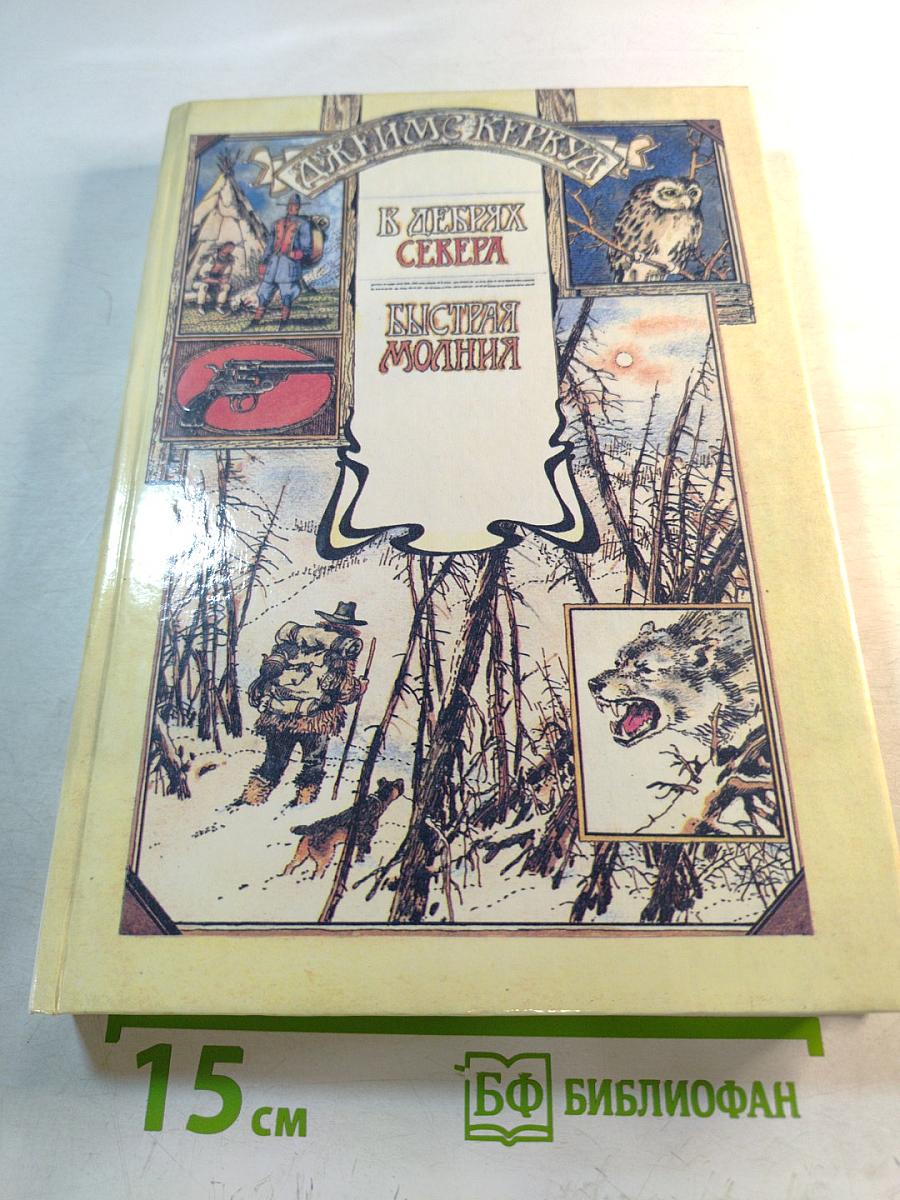 ДЖЕЙМС КЕРВУД
В ДЕБРЯХ
СЕВЕРА
БЫСТРАЯ
МОЛНИЯ
15 см
БФ БИБЛИОФАН